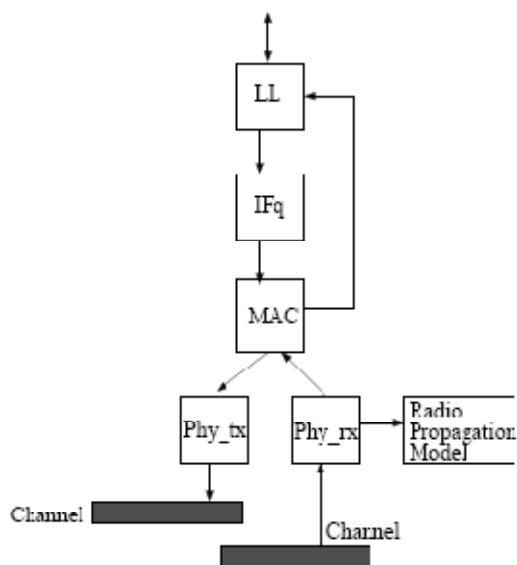 LL
IFq
MAC
Phy_tx
Phy_rx
Radio
Propagation
Model
Channel
Channel